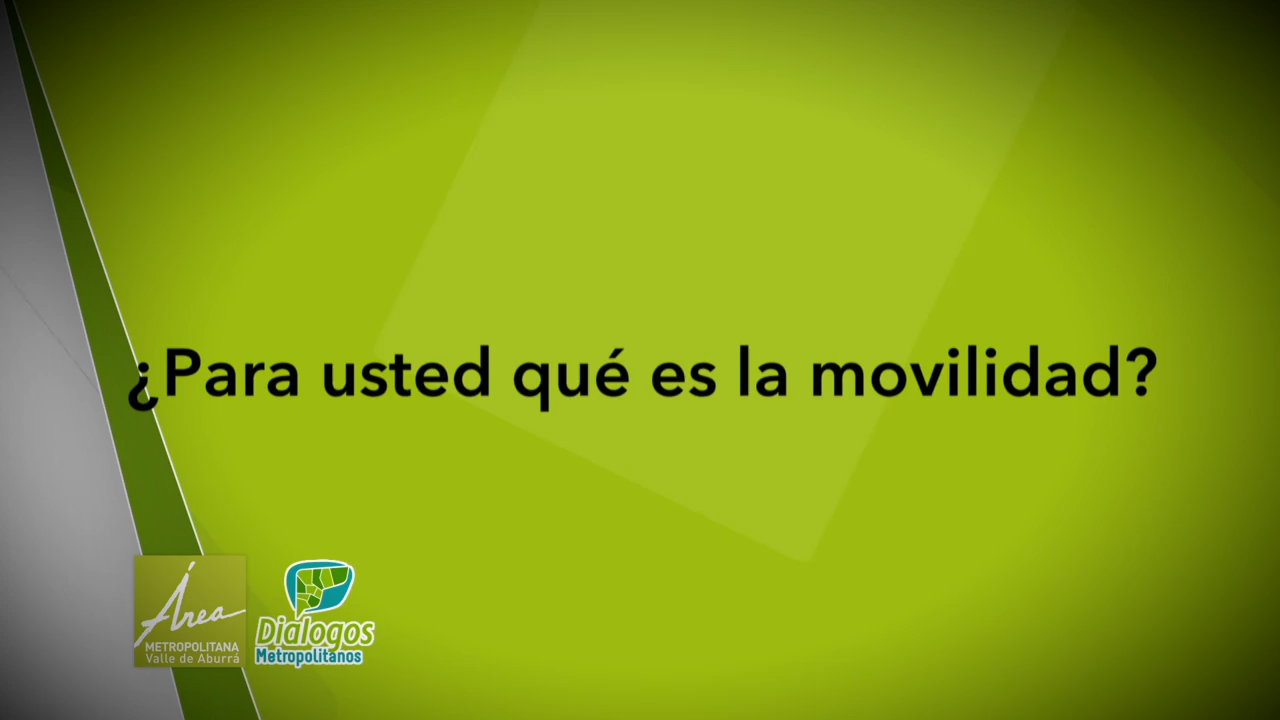 ¿Para usted qué es la movilidad?
Área
METROPOLITANA
Valle de Aburrá
Dialogos
Metropolitanos